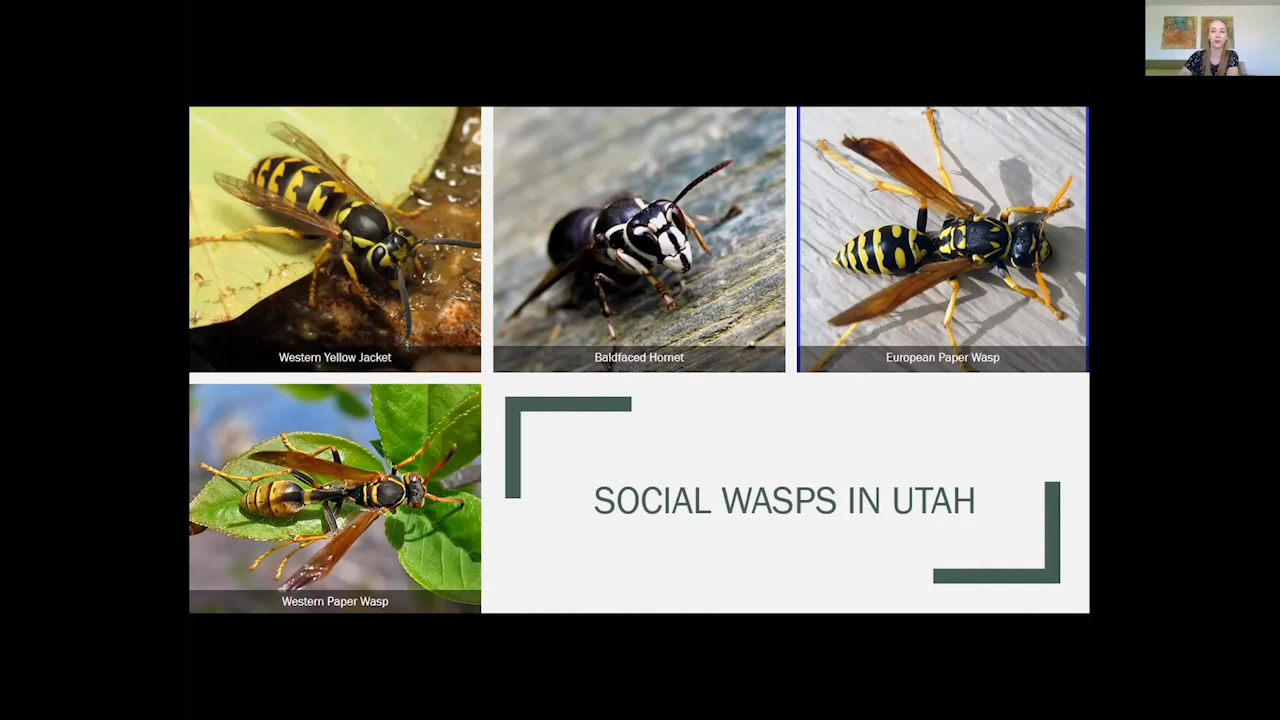 Western Yellow Jacket
Baldfaced Hornet
European Paper Wasp
Western Paper Wasp
SOCIAL WASPS IN UTAH